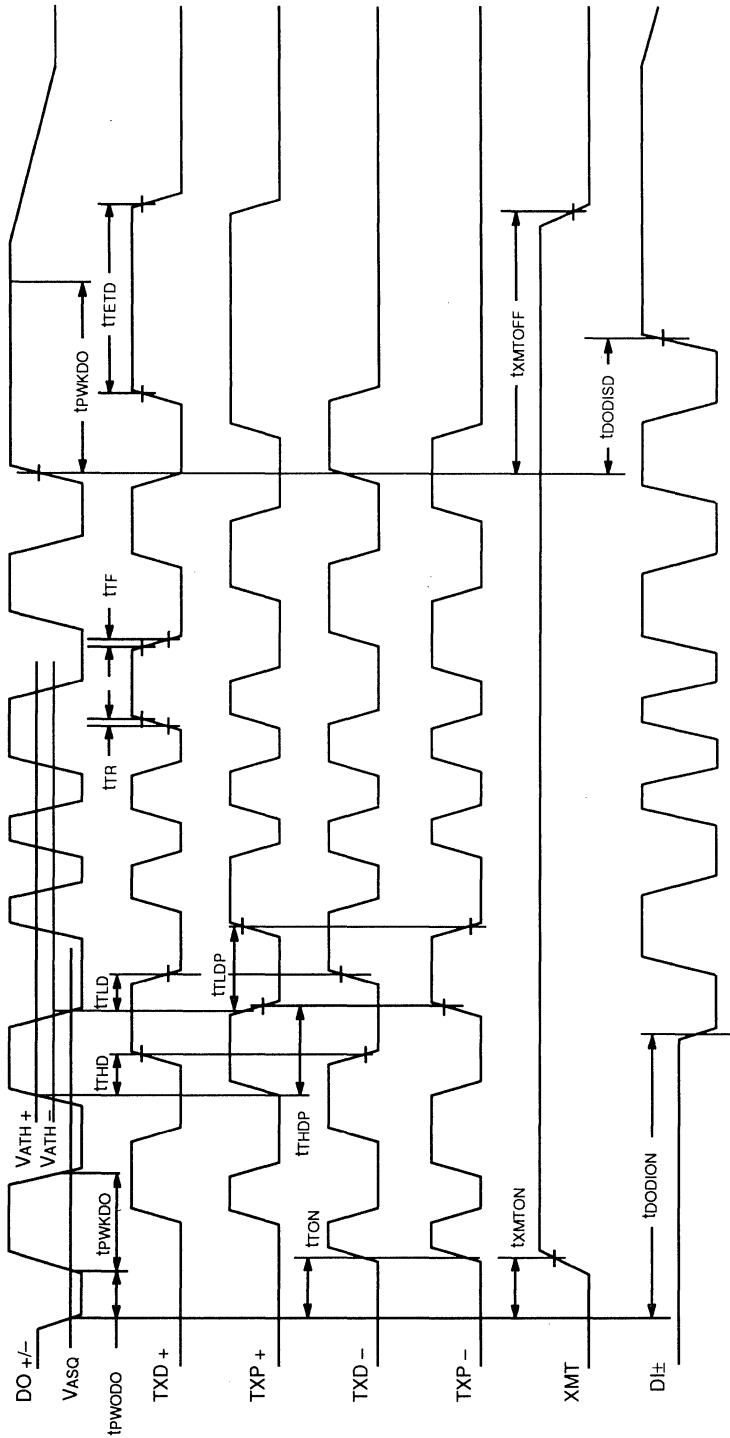 DO +/−
VASQ
tPWODO
TXD +
TXP +
TXD −
TXP −
XMT
DI±
tPWKDO
VATH +
VATH −
tTHD
tTLD
tTR
tTF
tPWKDO
tTETD
tTHDP
tTLDP
tTON
tXMTON
tXMTOFF
tDODION
tDODISD